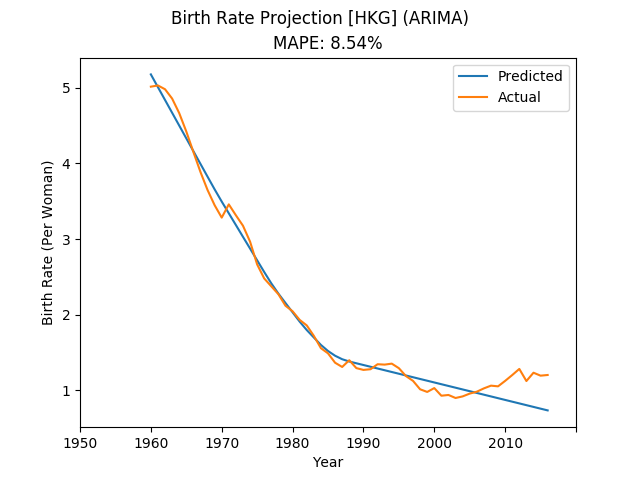 Birth Rate Projection [HKG] (ARIMA)
MAPE: 8.54%
Predicted
Actual
5
4
3
2
1
Birth Rate (Per Woman)
1950 1960 1970 1980 1990 2000 2010
Year